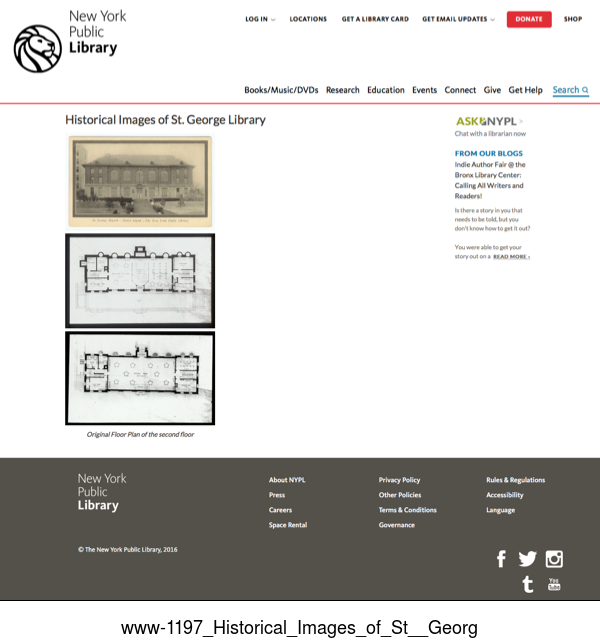 New York
Public
Library
LOG IN
LOCATIONS
GET A LIBRARY CARD
GET EMAIL UPDATES
DONATE
SHOP
Books/Music/DVDs Research Education Events Connect Give Get Help Search
Historical Images of St. George Library
ASK NYPL
Chat with a librarian now
FROM OUR BLOGS
Indie Author Fair @ the
Bronx Library Center:
Calling All Writers and
Readers!
Is there a story in you that
needs to be told, but you
don't know how to get it out?
You were able to get your
story out on a READ MORE ›
Original Floor Plan of the second floor
New York
Public
Library
About NYPL
Press
Careers
Space Rental
Privacy Policy
Other Policies
Terms & Conditions
Governance
Rules & Regulations
Accessibility
Language
© The New York Public Library, 2016
You
Tube
www-1197_Historical_Images_of_St__Georg